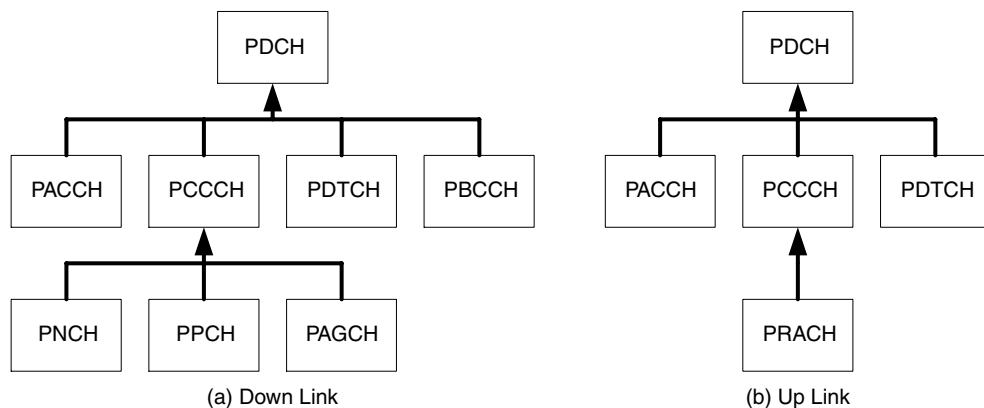 PDCH
PDCH
PACCH PCCCH PDTCH PBCCH
PACCH PCCCH PDTCH
PNCH PPCH PAGCH
PRACH
(a) Down Link
(b) Up Link